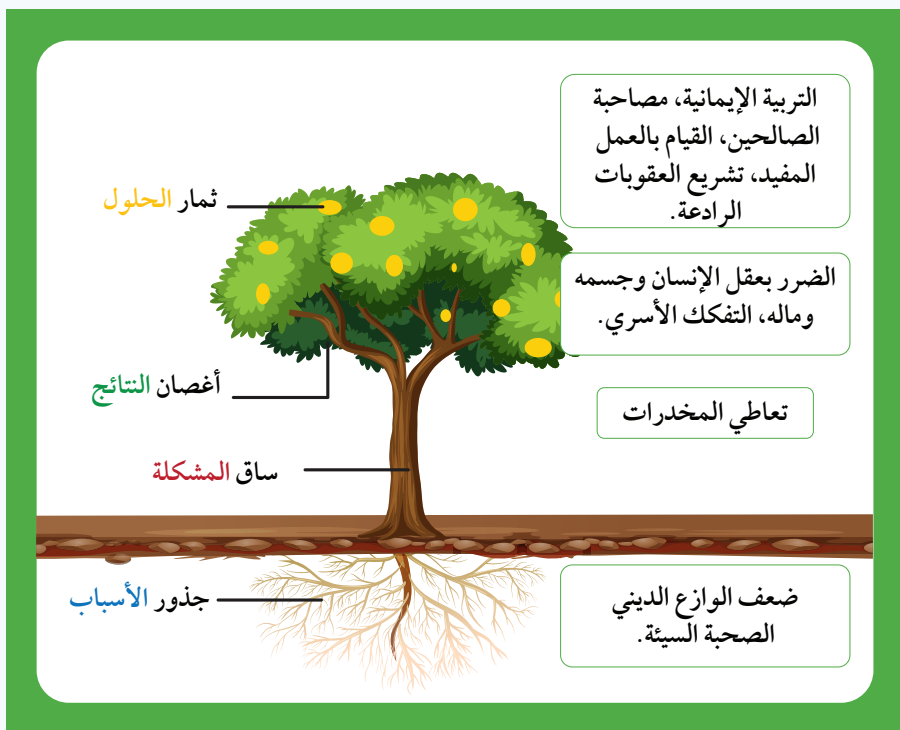 التربية الإيمانية، مصاحبة
الصالحين، القيام بالعمل
المفيد، تشريع العقوبات
الرادعة.
ثمار الحلول
الضرر بعقل الإنسان وجسمه
وماله، التفكك الأسري.
أغصان النتائج
تعاطي المخدرات
ساق المشكلة
ضعف الوازع الديني
الصحبة السيئة.
جذور الأسباب